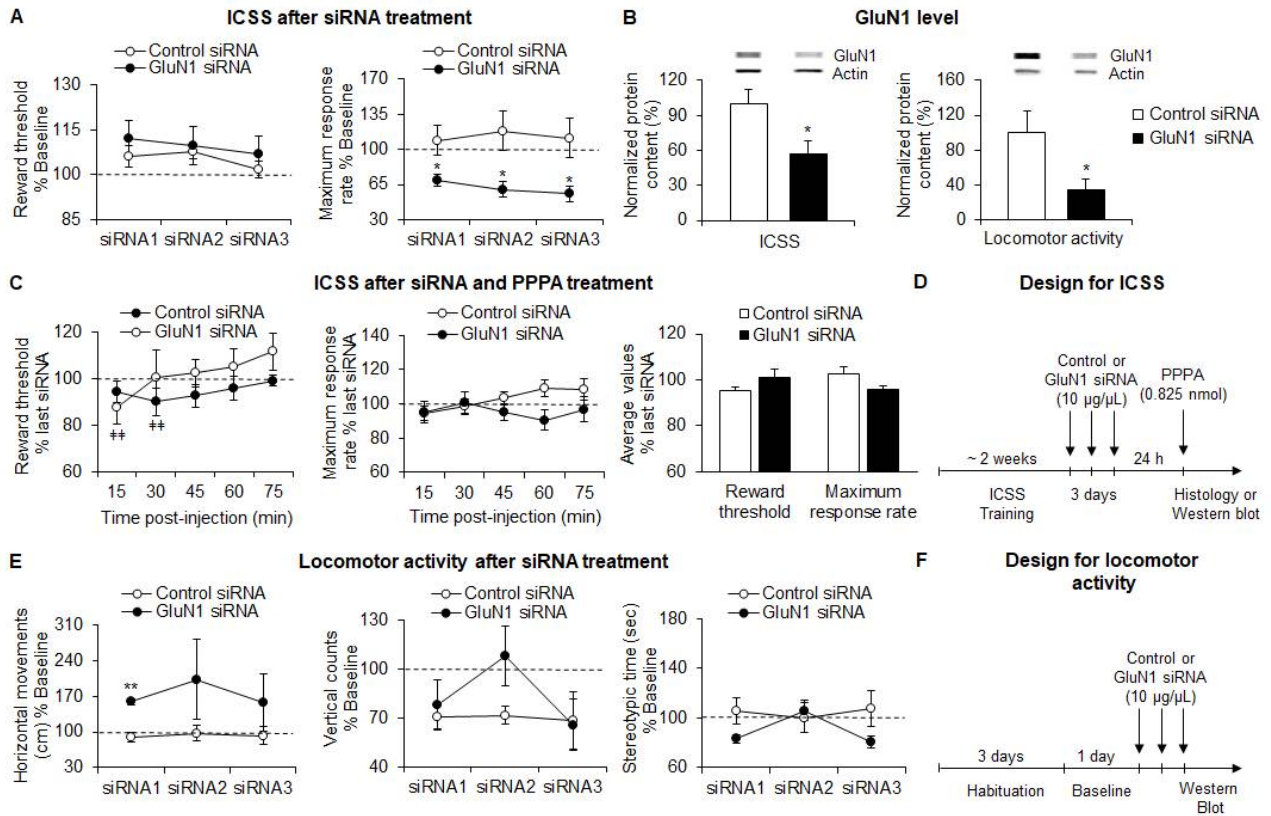 A
ICSS after siRNA treatment
Control siRNA
GluN1 siRNA
Reward threshold
% Baseline
130
115
100
85
siRNA1 siRNA2 siRNA3
Control siRNA
GluN1 siRNA
Maximum response
rate % Baseline
170
135
100
65
30
*
*
*
siRNA1 siRNA2 siRNA3
B
GluN1 level
GluN1
Actin
Normalized protein
content (%)
120
90
60
30
0
*
ICSS
GluN1
Actin
Normalized protein
content (%)
160
120
80
40
0
*
Locomotor activity
Control siRNA
GluN1 siRNA
C
ICSS after siRNA and PPPA treatment
Control siRNA
GluN1 siRNA
Reward threshold
% last siRNA
120
100
80
60
ǂǂ
ǂǂ
15 30 45 60 75
Time post-injection (min)
Control siRNA
GluN1 siRNA
Maximum response
rate % last siRNA
140
120
100
80
60
15 30 45 60 75
Time post-injection (min)
Control siRNA
GluN1 siRNA
Average values
% last siRNA
120
100
80
60
Reward
threshold
Maximum
response rate
D
Design for ICSS
Control or
GluN1 siRNA
(10 µg/µL)
PPPA
(0.825 nmol)
~ 2 weeks
24 h
ICSS
Training
3 days
Histology or
Western blot
E
Locomotor activity after siRNA treatment
Control siRNA
GluN1 siRNA
Horizontal movements
(cm) % Baseline
310
240
170
100
30
**
siRNA1 siRNA2 siRNA3
Control siRNA
GluN1 siRNA
Vertical counts
% Baseline
130
100
70
40
siRNA1 siRNA2 siRNA3
Control siRNA
GluN1 siRNA
Stereotypic time (sec)
% Baseline
180
140
100
60
siRNA1 siRNA2 siRNA3
F
Design for locomotor
activity
Control or
GluN1 siRNA
(10 µg/µL)
3 days
1 day
Habituation
Baseline
Western
Blot